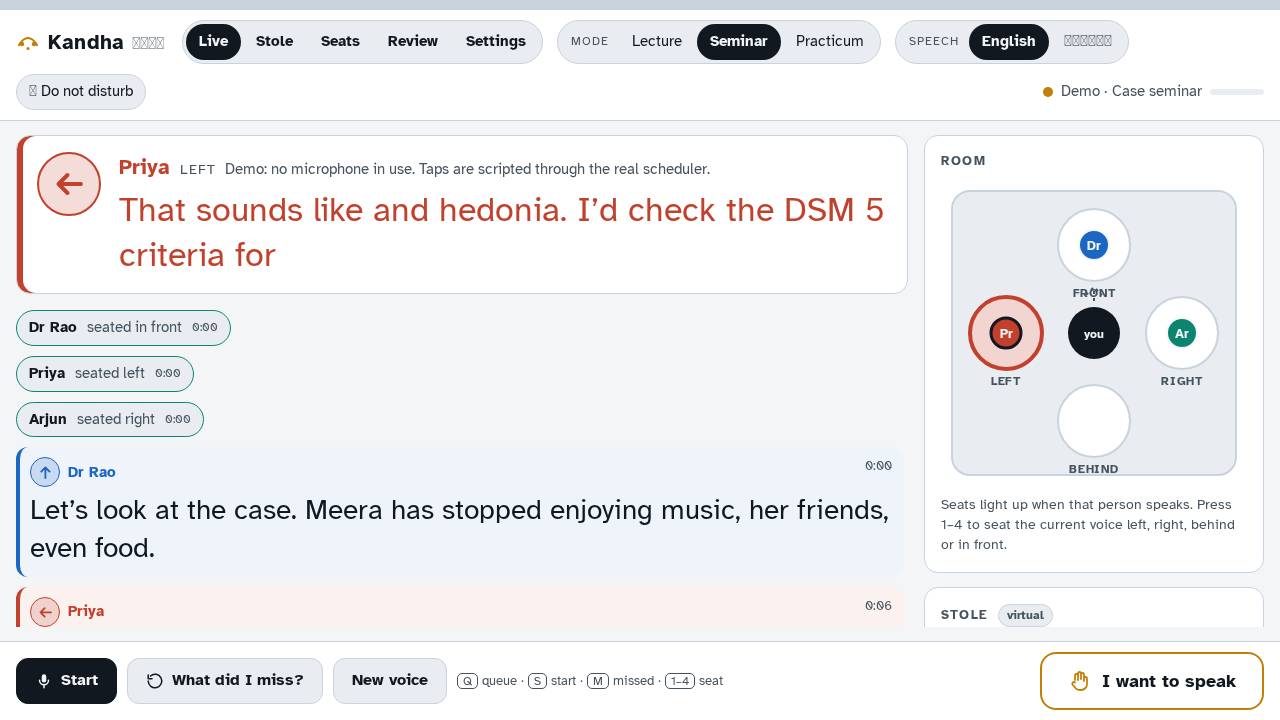 Kandha
Live Stole Seats Review Settings
MODE Lecture Seminar Practicum
SPEECH English
Do not disturb
Demo · Case seminar
Priya LEFT Demo: no microphone in use. Taps are scripted through the real scheduler.
That sounds like and hedonia. I’d check the DSM 5
criteria for
Dr Rao seated in front 0:00
Priya seated left 0:00
Arjun seated right 0:00
Dr Rao 0:00
Let’s look at the case. Meera has stopped enjoying music, her friends,
even food.
Priya 0:06
ROOM
Dr
FRONT
Pr
you
Ar
LEFT
RIGHT
BEHIND
Seats light up when that person speaks. Press
1–4 to seat the current voice left, right, behind
or in front.
STOLE virtual
Start What did I miss? New voice Q queue · S start · M missed · 1–4 seat I want to speak